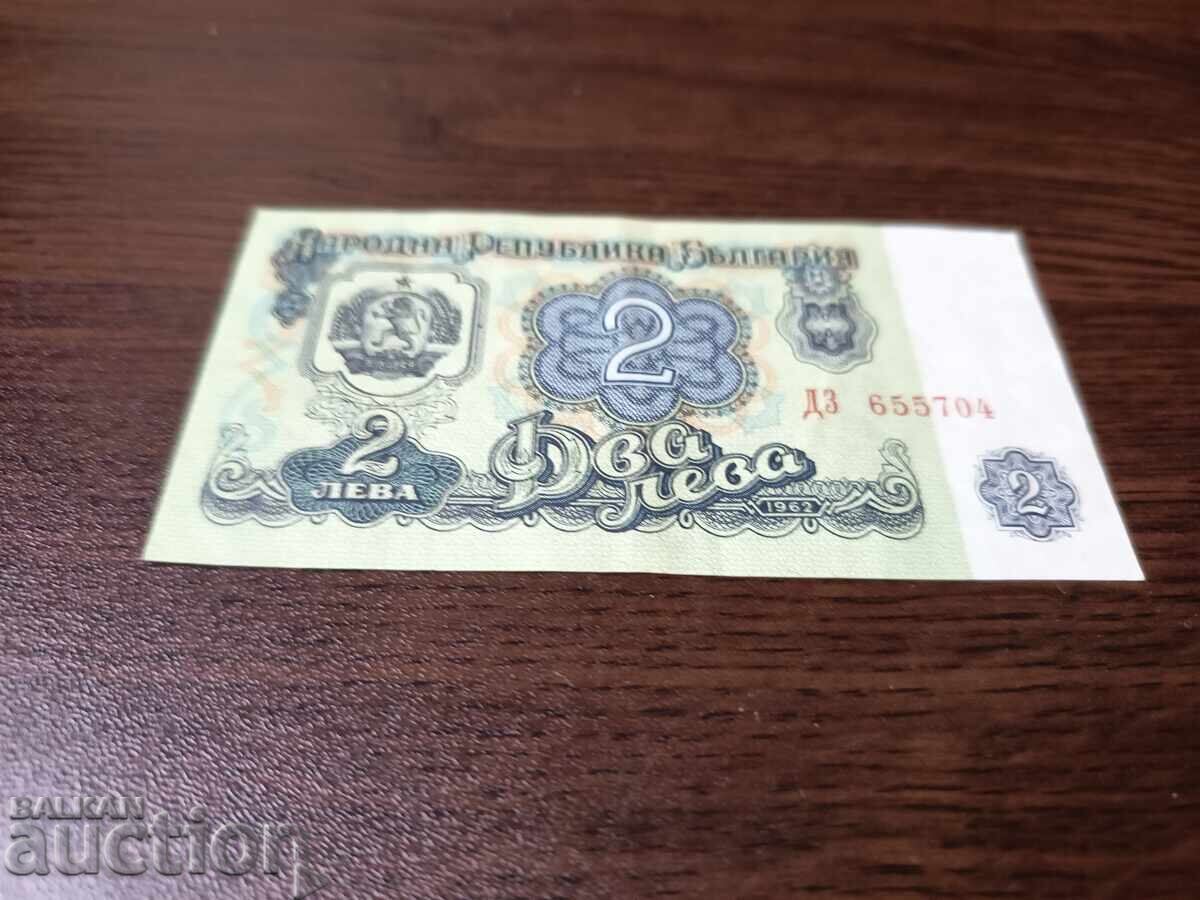 Народна Република България
2
ДЗ 655704
2
ЛЕВА
Два
лева
1962
2
BALKAN
auction